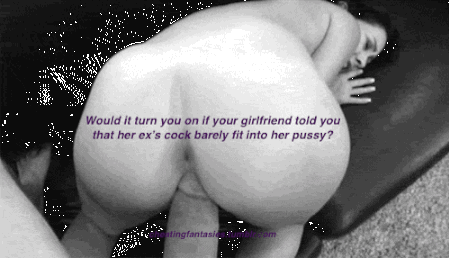 Would it turn you on if your girlfriend told you
that her ex's cock barely fit into her pussy?